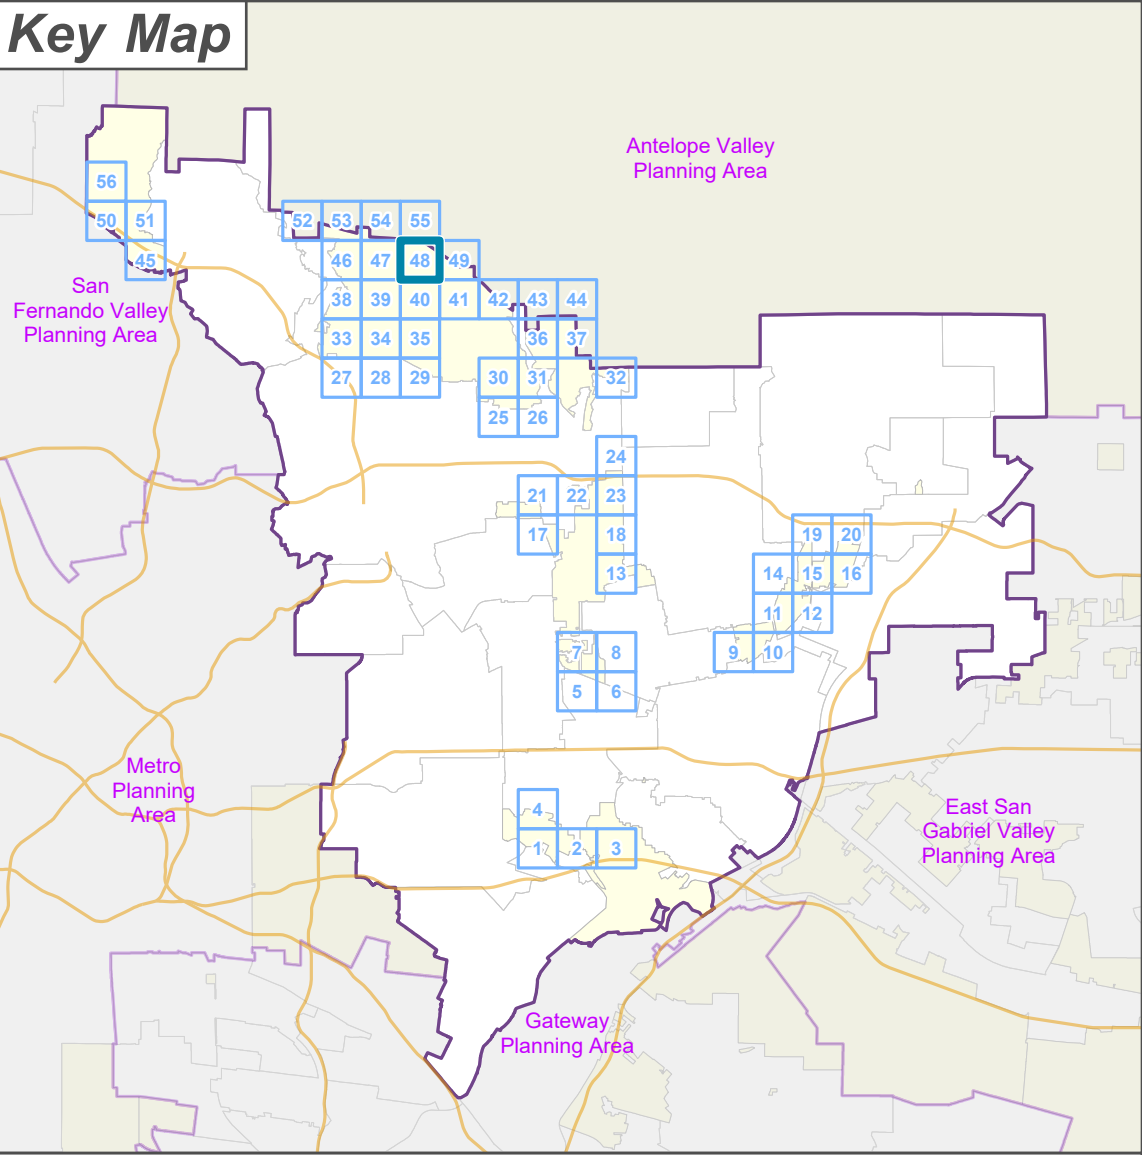 Key Map
Antelope Valley
Planning Area
56
50 51
52 53 54 55
45
46 47 48 49
San
Fernando Valley
Planning Area
38 39 40 41 42 43 44
33 34 35 36 37
27 28 29 30 31 32
25 26
24
21 22 23
17 18 19 20
13 14 15 16
11 12
7 8 9 10
5 6
Metro
Planning
Area
4
East San
Gabriel Valley
Planning Area
1 2 3
Gateway
Planning Area